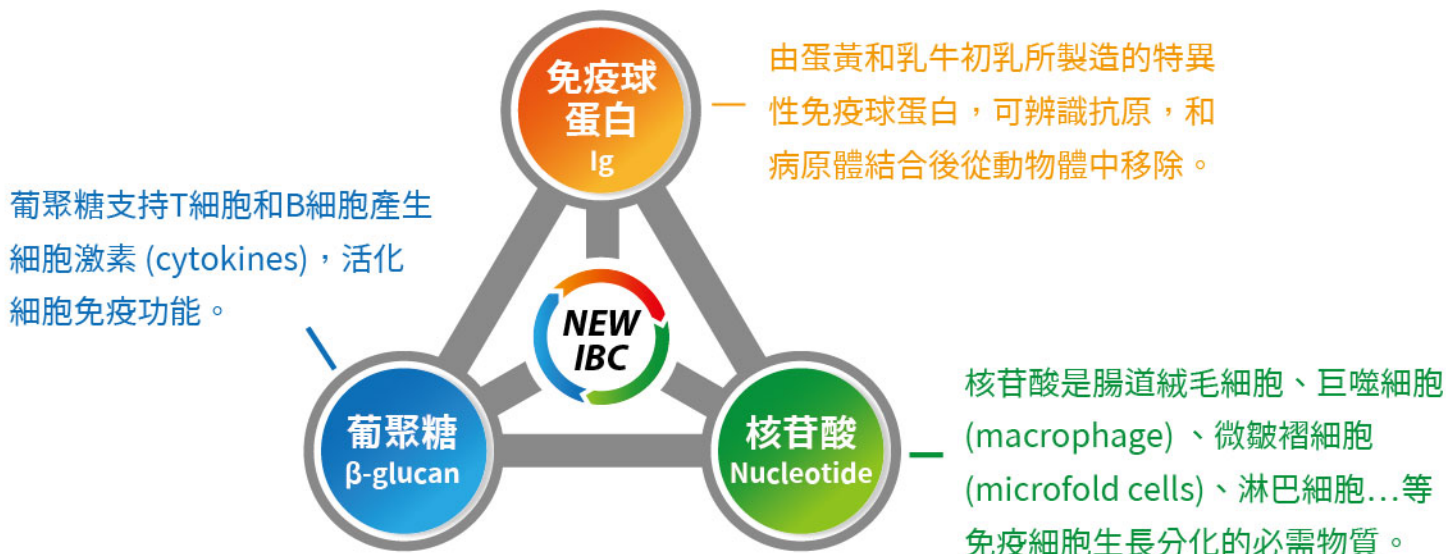 免疫球
蛋白
Ig
由蛋黃和乳牛初乳所製造的特異
性免疫球蛋白，可辨識抗原，和
病原體結合後從動物體中移除。
葡聚糖支持T細胞和B細胞產生
細胞激素 (cytokines)，活化
細胞免疫功能。
NEW
IBC
葡聚糖
β-glucan
核苷酸
Nucleotide
核苷酸是腸道絨毛細胞、巨噬細胞
(macrophage) 、微皺褶細胞
(microfold cells)、淋巴細胞…等
免疫細胞生長分化的必需物質。